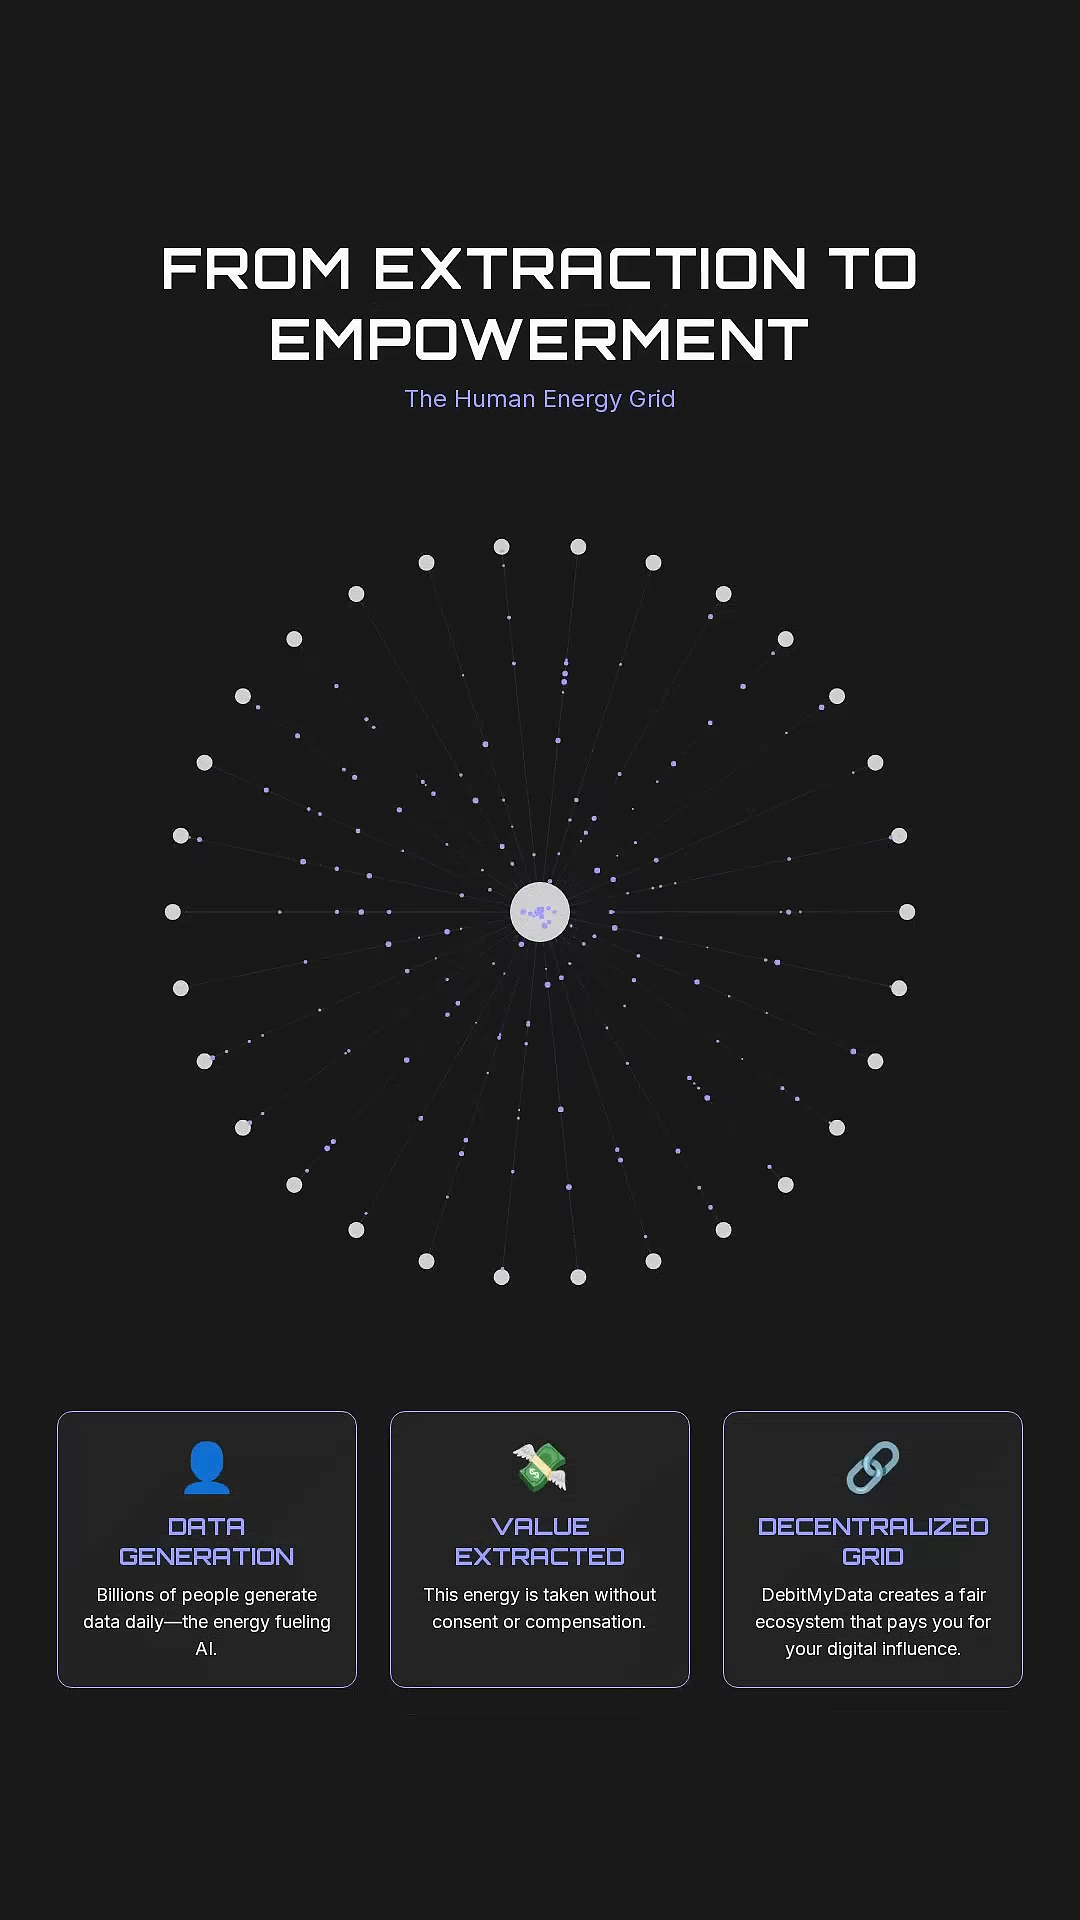 FROM EXTRACTION TO
EMPOWERMENT
The Human Energy Grid
DATA
GENERATION
Billions of people generate
data daily—the energy fueling
AI.
VALUE
EXTRACTED
This energy is taken without
consent or compensation.
DECENTRALIZED
GRID
DebitMyData creates a fair
ecosystem that pays you for
your digital influence.